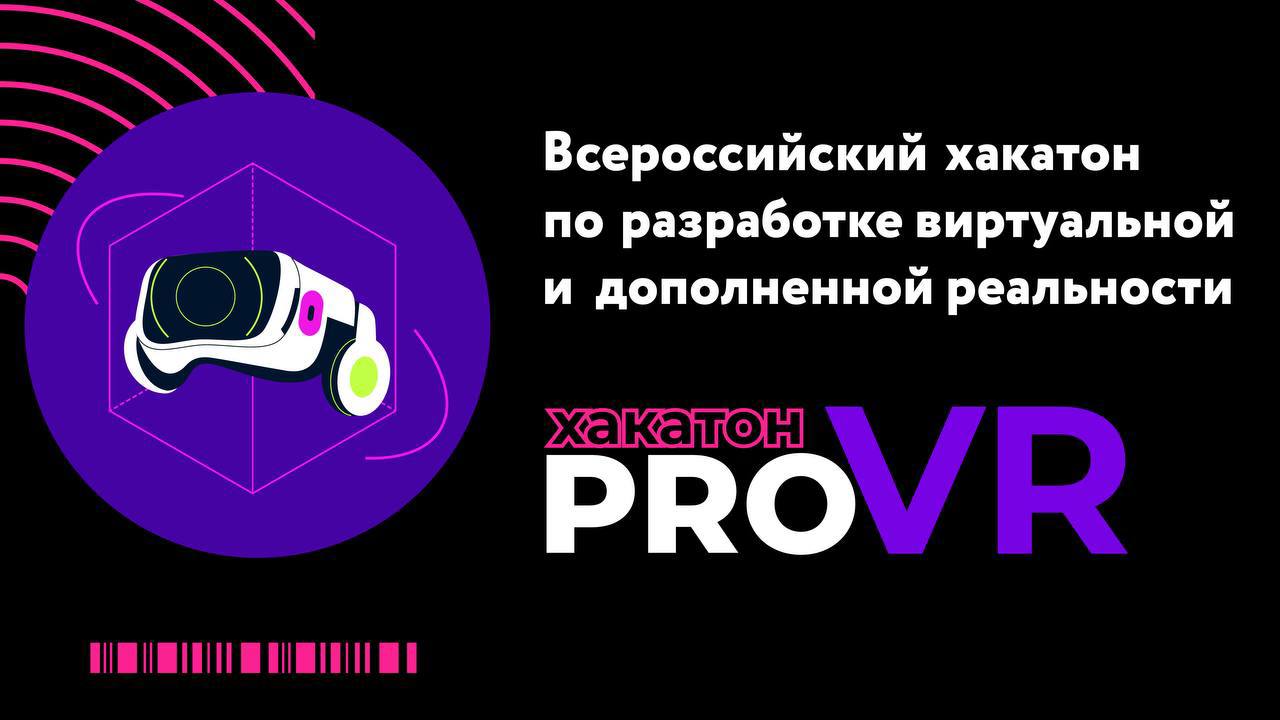 Всероссийский хакатон
по разработке виртуальной
и дополненной реальности
хакатон
PROVR